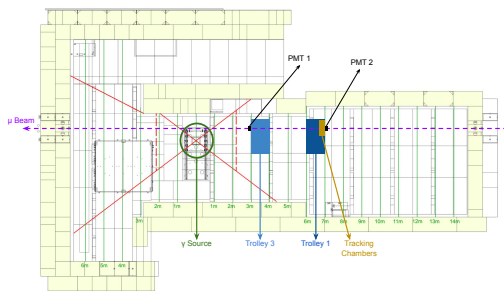 PMT 1
PMT 2
μ Beam
2m 1m 1m 2m 3m 4m 5m 6m 7m 8m 9m 10m 11m 12m 13m 14m
3m
6m 5m 4m
γ Source
Trolley 3
Trolley 1
Tracking
Chambers